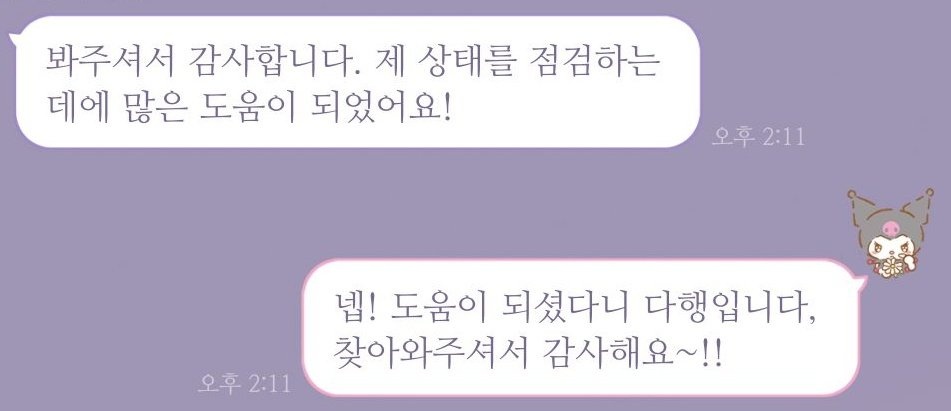 봐주셔서 감사합니다. 제 상태를 점검하는
데에 많은 도움이 되었어요!
오후 2:11
넵! 도움이 되셨다니 다행입니다,
찾아와주셔서 감사해요~!!
오후 2:11